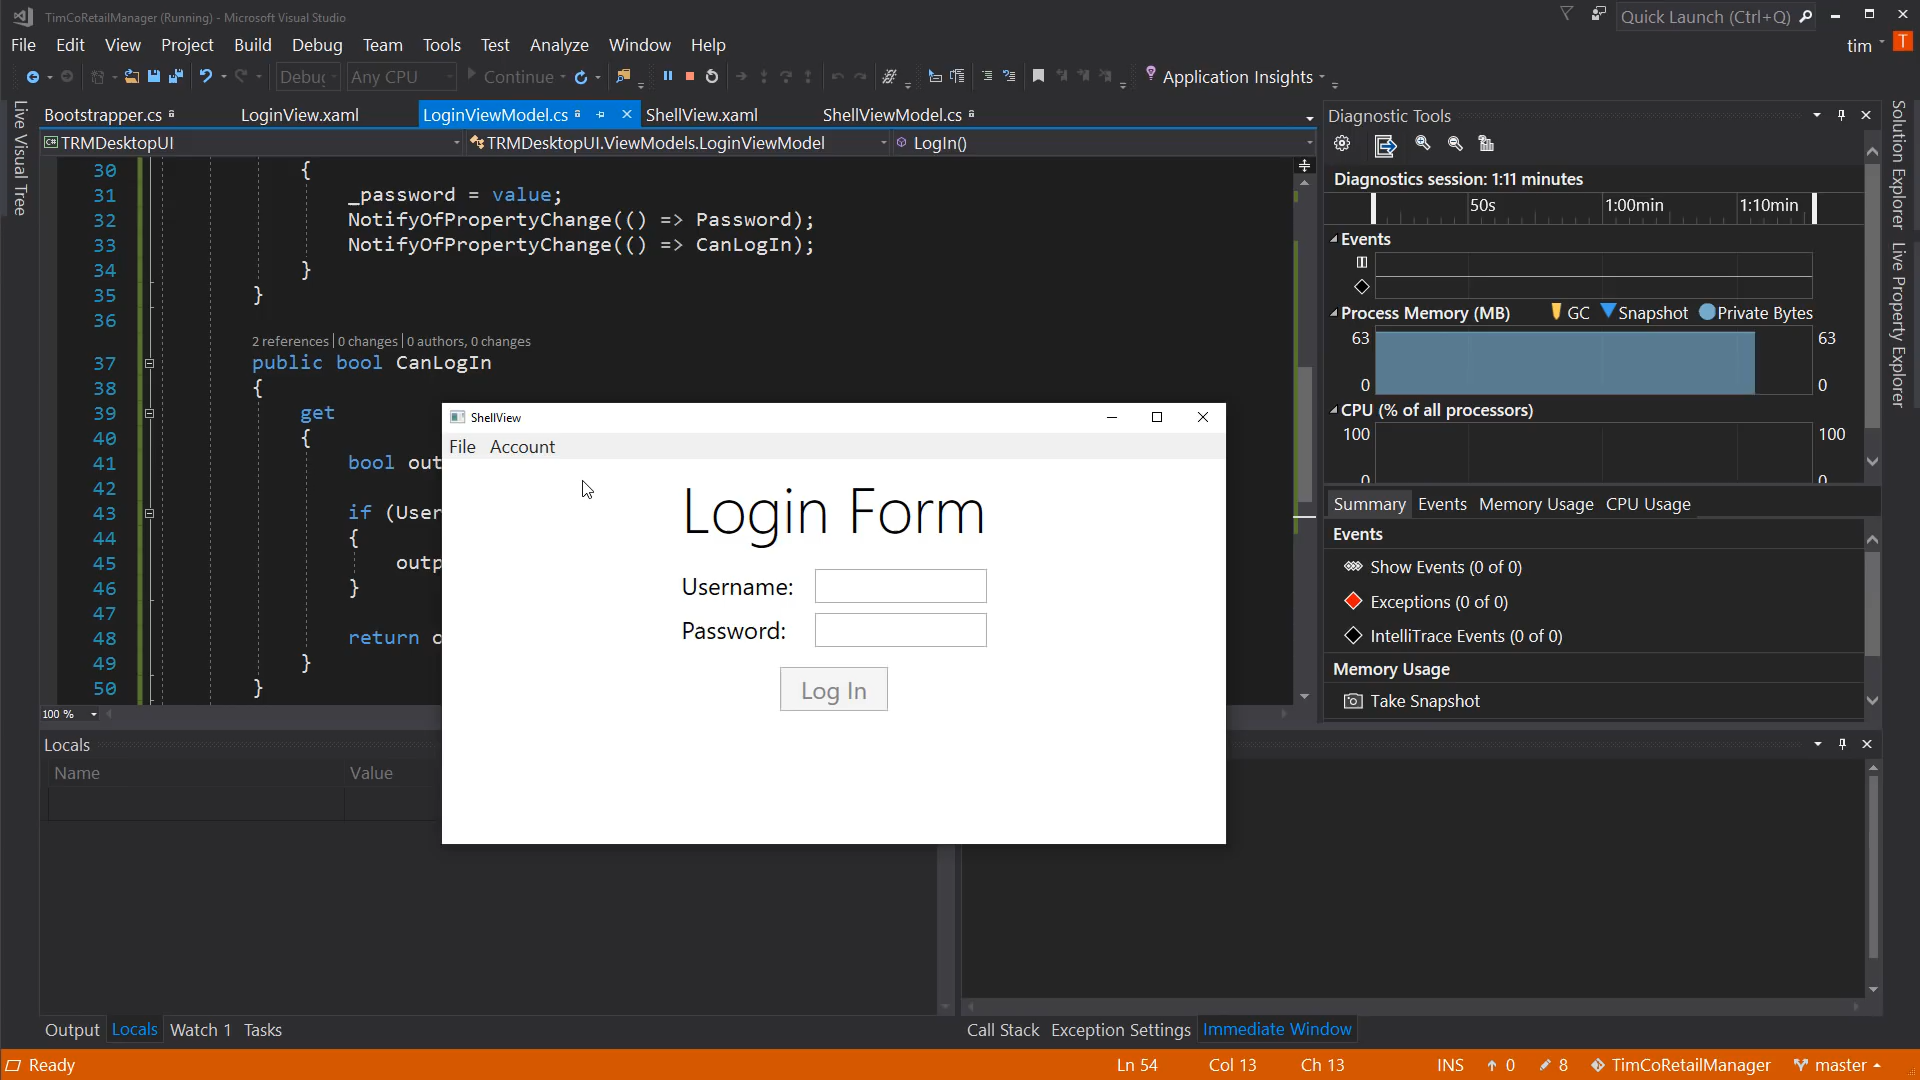 TimCoRetailManager (Running) - Microsoft Visual Studio
Quick Launch (Ctrl+Q)
File Edit View Project Build Debug Team Tools Test Analyze Window Help
tim T
Debug Any CPU Continue Application Insights
Bootstrapper.cs LoginView.xaml LoginViewModel.cs ShellView.xaml ShellViewModel.cs
TRMDesktopUI TRMDesktopUI.ViewModels.LoginViewModel LogIn()
Live Visual Tree
30 {
31 _password = value;
32 NotifyOfPropertyChange(() => Password);
33 NotifyOfPropertyChange(() => CanLogIn);
34 }
35 }
36
2 references | 0 changes | 0 authors, 0 changes
37 public bool CanLogIn
38 {
39 get
40 {
41 bool out
42
43 if (User
44 {
45 outp
46 }
47
48 return o
49 }
50 }
100 %
ShellView
File Account
Login Form
Username:
Password:
Log In
Diagnostic Tools
Diagnostics session: 1:11 minutes
50s 1:00min 1:10min
Events
Process Memory (MB) GC Snapshot Private Bytes
63 63
0 0
CPU (% of all processors)
100 100
0 0
Summary Events Memory Usage CPU Usage
Events
Show Events (0 of 0)
Exceptions (0 of 0)
IntelliTrace Events (0 of 0)
Memory Usage
Take Snapshot
Solution Explorer
Live Property Explorer
Locals
Name Value
Output Locals Watch 1 Tasks
Call Stack Exception Settings Immediate Window
Ready Ln 54 Col 13 Ch 13 INS 0 8 TimCoRetailManager master